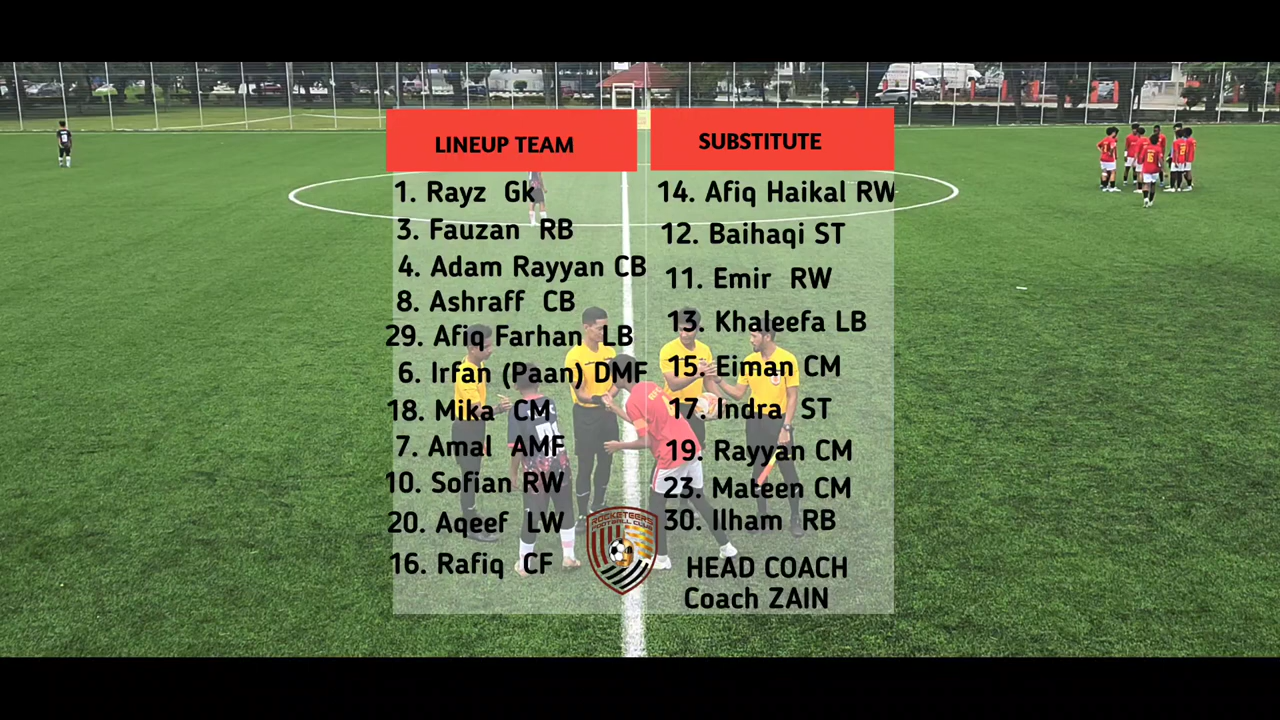 LINEUP TEAM
1. Rayz Gk
3. Fauzan RB
4. Adam Rayyan CB
8. Ashraff CB
29. Afiq Farhan LB
6. Irfan (Paan) DMF
18. Mika CM
7. Amal AMF
10. Sofian RW
20. Aqeef LW
16. Rafiq CF
SUBSTITUTE
14. Afiq Haikal RW
12. Baihaqi ST
11. Emir RW
13. Khaleefa LB
15. Eiman CM
17. Indra ST
19. Rayyan CM
23. Mateen CM
30. Ilham RB
HEAD COACH
Coach ZAIN
ROCKETEERS
FOOTBALL CLUB